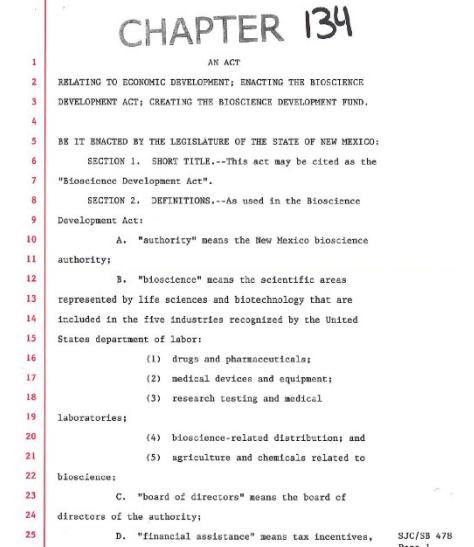 CHAPTER 134
1 AN ACT
2 RELATING TO ECONOMIC DEVELOPMENT; ENACTING THE BIOSCIENCE
3 DEVELOPMENT ACT; CREATING THE BIOSCIENCE DEVELOPMENT FUND.
4
5 BE IT ENACTED BY THE LEGISLATURE OF THE STATE OF NEW MEXICO:
6 SECTION 1. SHORT TITLE.--This act may be cited as the
7 "Bioscience Development Act".
8 SECTION 2. DEFINITIONS.--As used in the Bioscience
9 Development Act:
10 A. "authority" means the New Mexico bioscience
11 authority;
12 B. "bioscience" means the scientific areas
13 represented by life sciences and biotechnology that are
14 included in the five industries recognized by the United
15 States department of labor:
16 (1) drugs and pharmaceuticals;
17 (2) medical devices and equipment;
18 (3) research testing and medical
19 laboratories;
20 (4) bioscience-related distribution; and
21 (5) agriculture and chemicals related to
22 bioscience;
23 C. "board of directors" means the board of
24 directors of the authority;
25 D. "financial assistance" means tax incentives, SJC/SB 478
Page 1